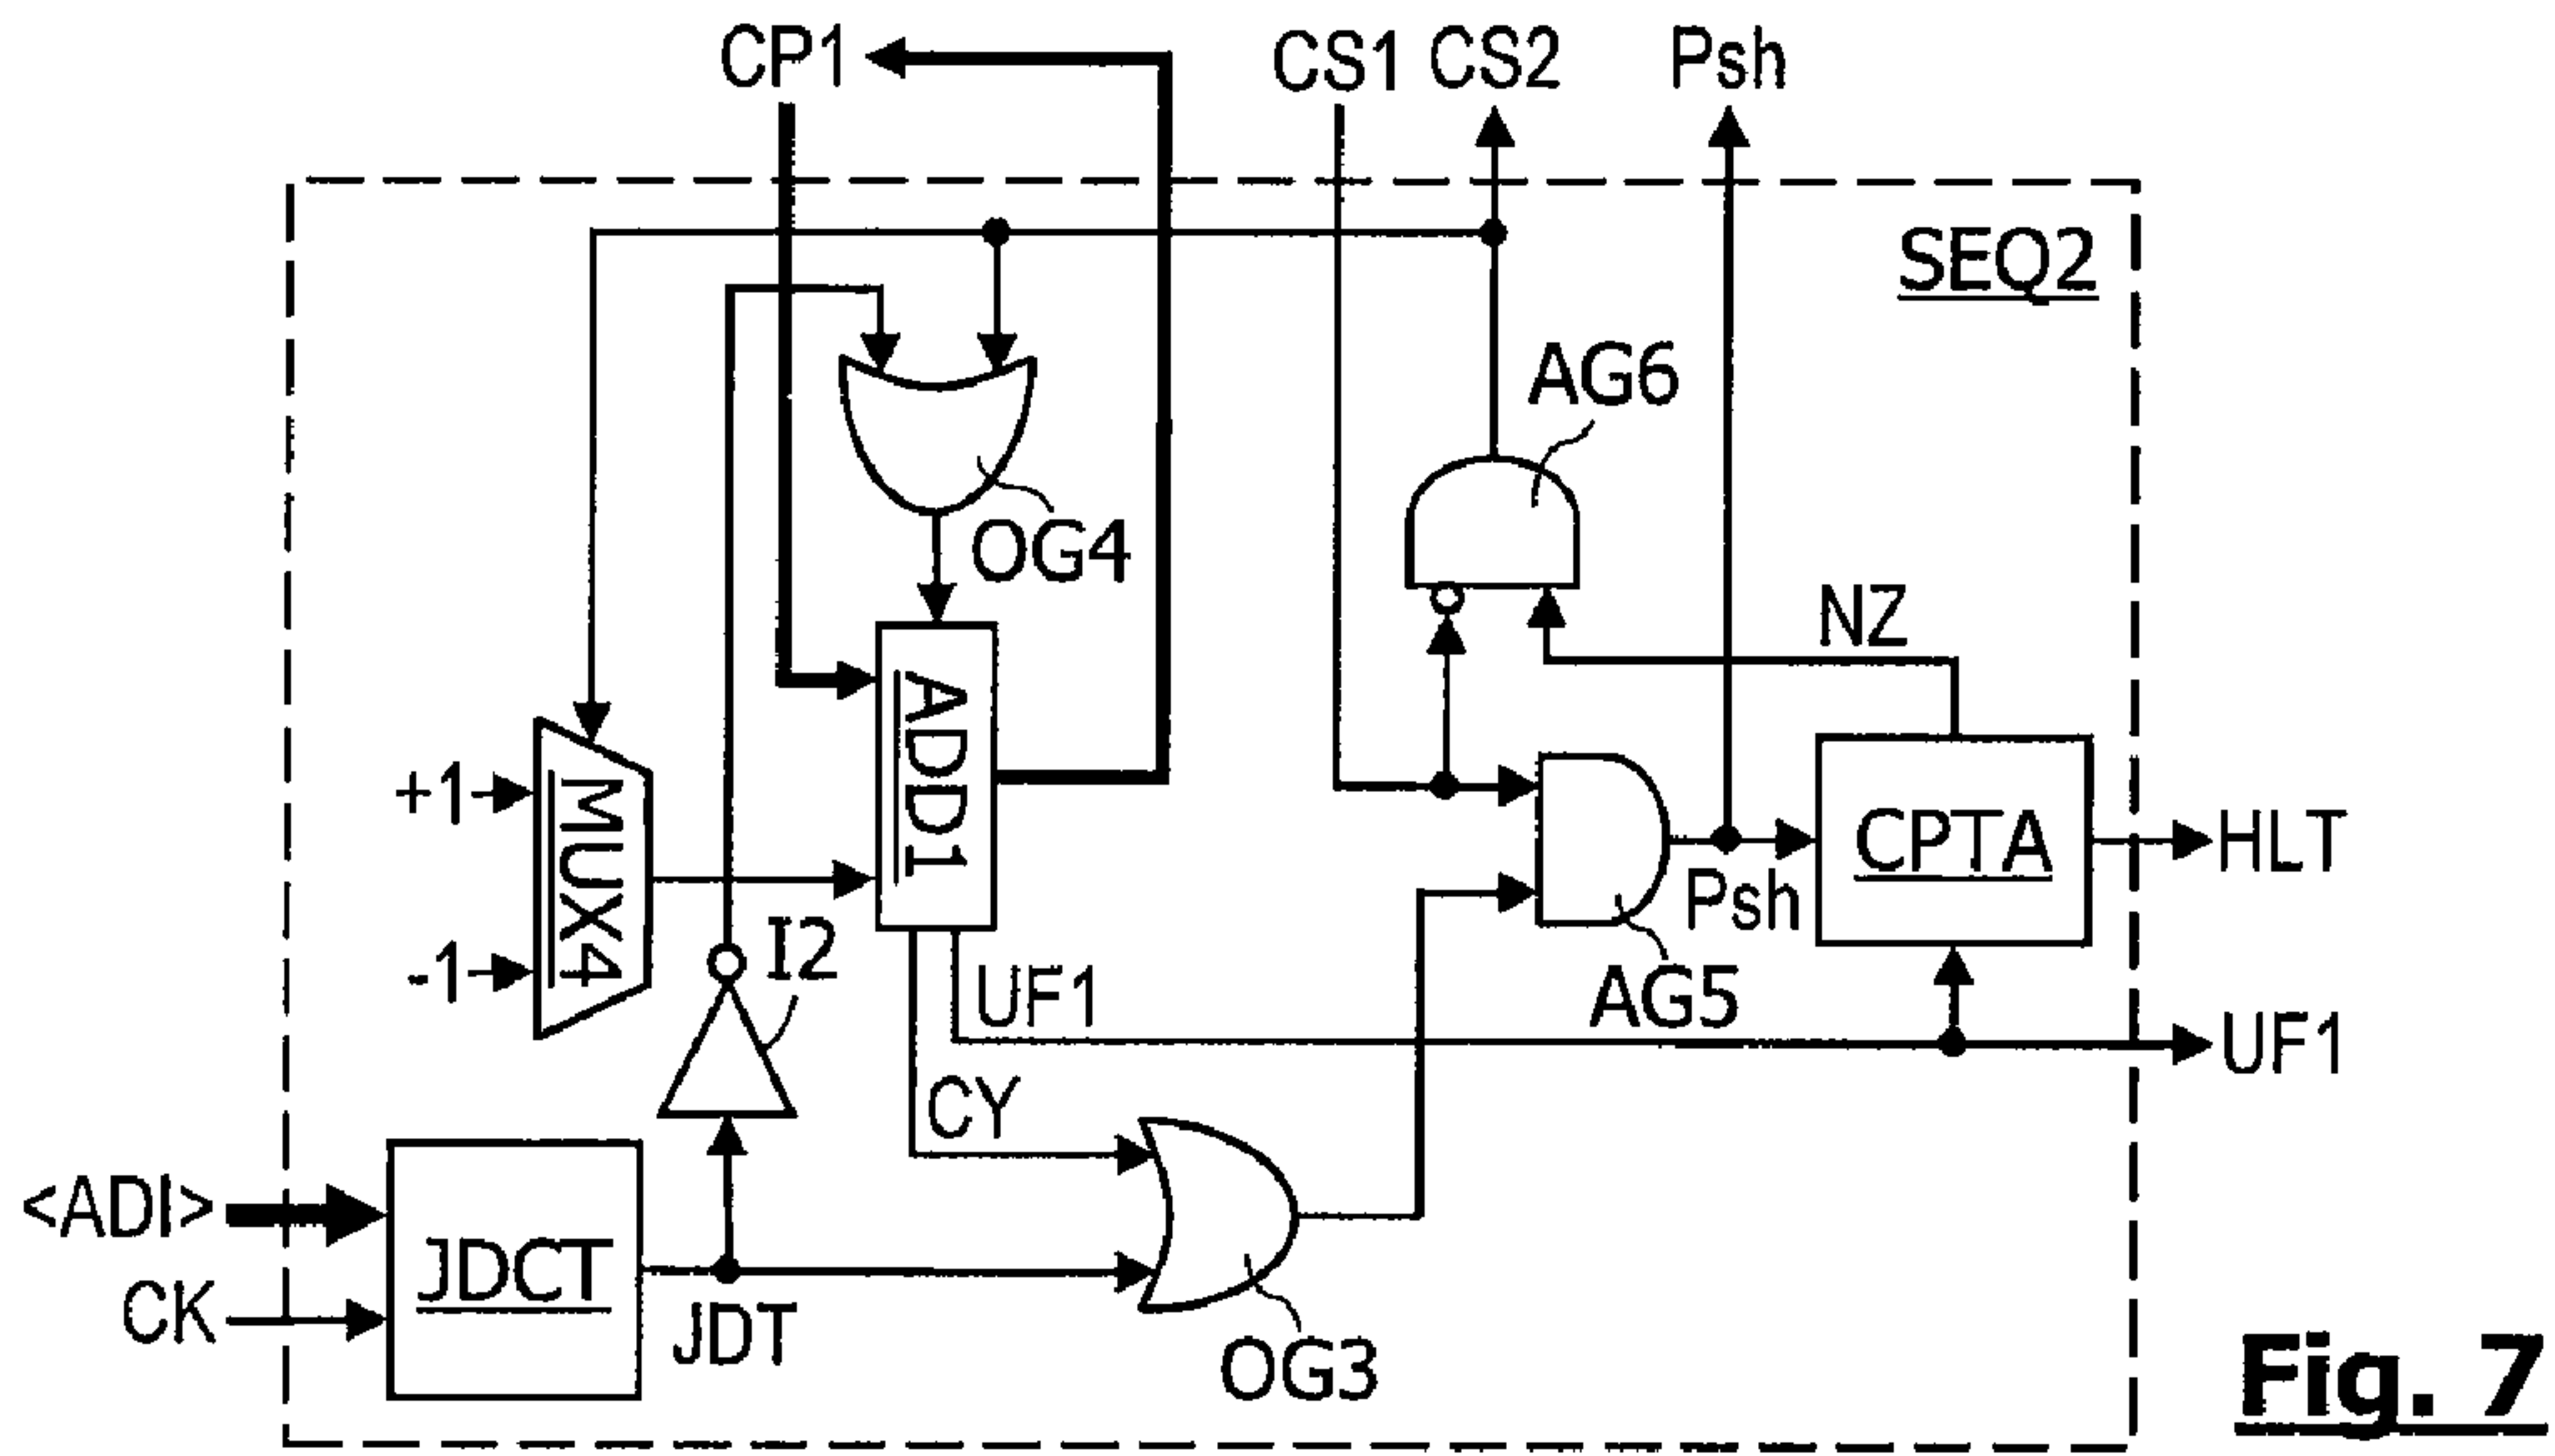 CP1
CS1
CS2
Psh
SEQ2
AG6
OG4
NZ
ADD1
+1
MUX4
-1
I2
CPTA
HLT
Psh
AG5
UF1
UF1
CY
<ADI>
JDCT
CK
JDT
OG3
Fig. 7